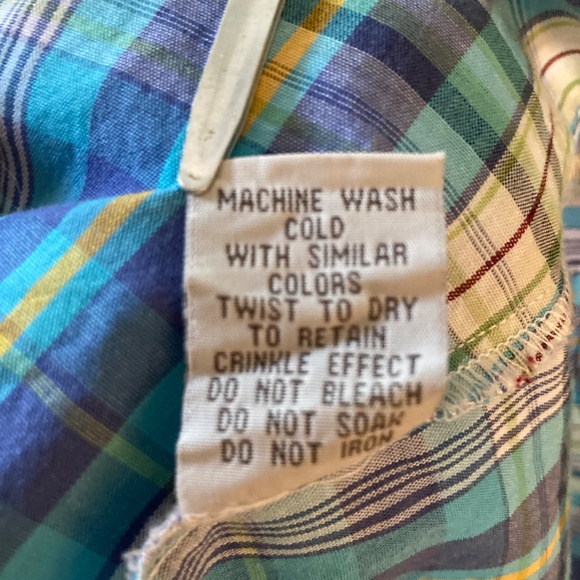 MACHINE WASH
COLD
WITH SIMILAR
COLORS
TWIST TO DRY
TO RETAIN
CRINKLE EFFECT
DO NOT BLEACH
DO NOT SOAK
DO NOT IRON